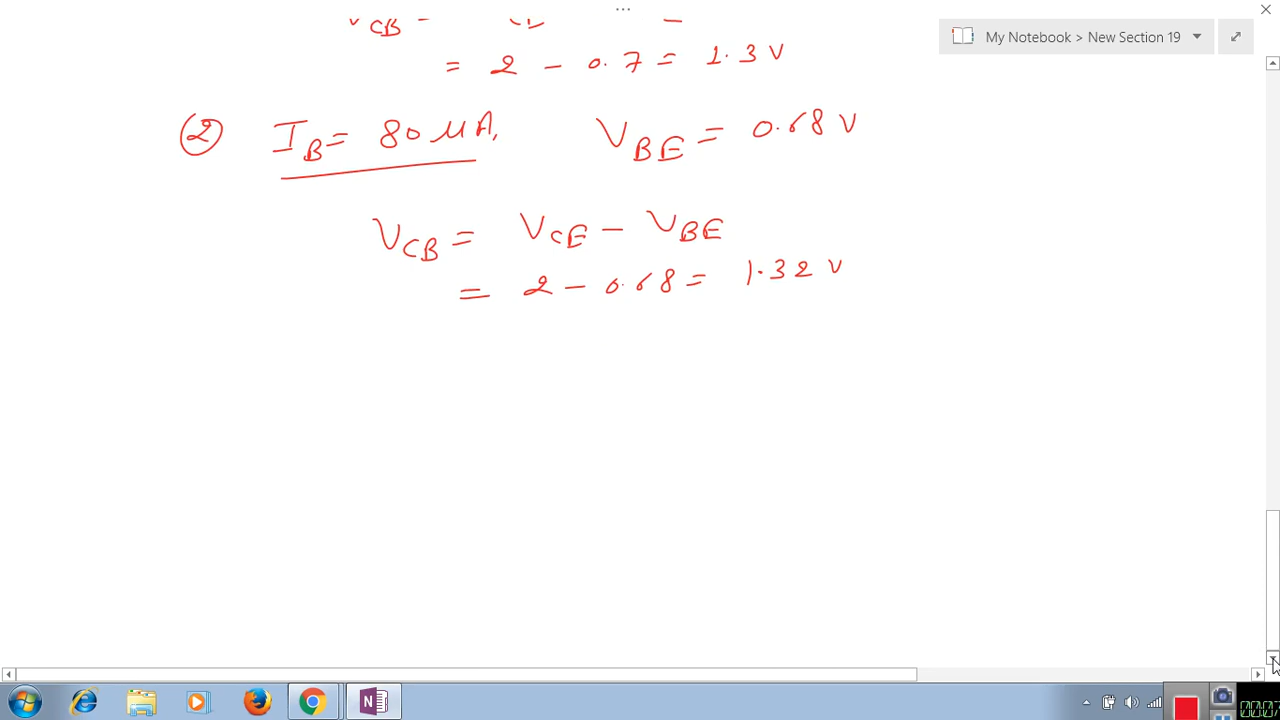 My Notebook > New Section 19
V_CB =
= 2 - 0.7 = 1.3 V
② I_B = 80 μA, V_BE = 0.68 V
V_CB = V_CE - V_BE
= 2 - 0.68 = 1.32 V